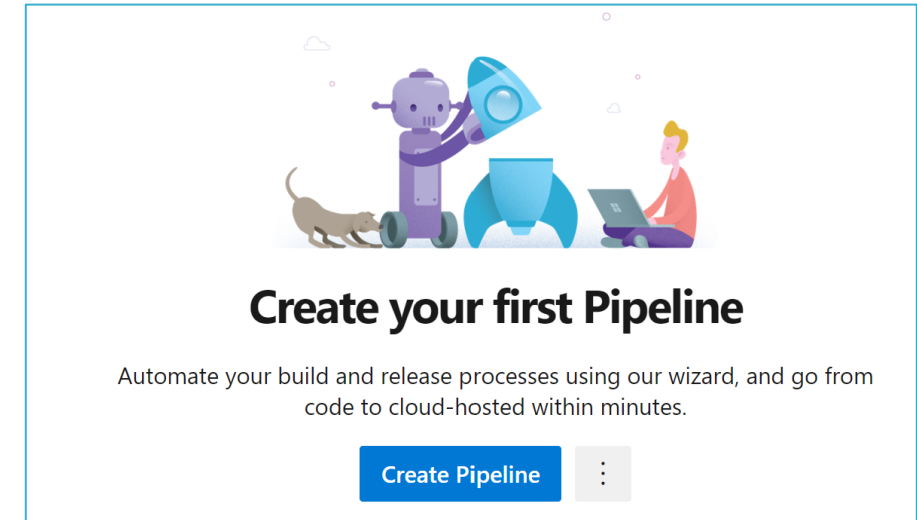 Create your first Pipeline
Automate your build and release processes using our wizard, and go from
code to cloud-hosted within minutes.
Create Pipeline